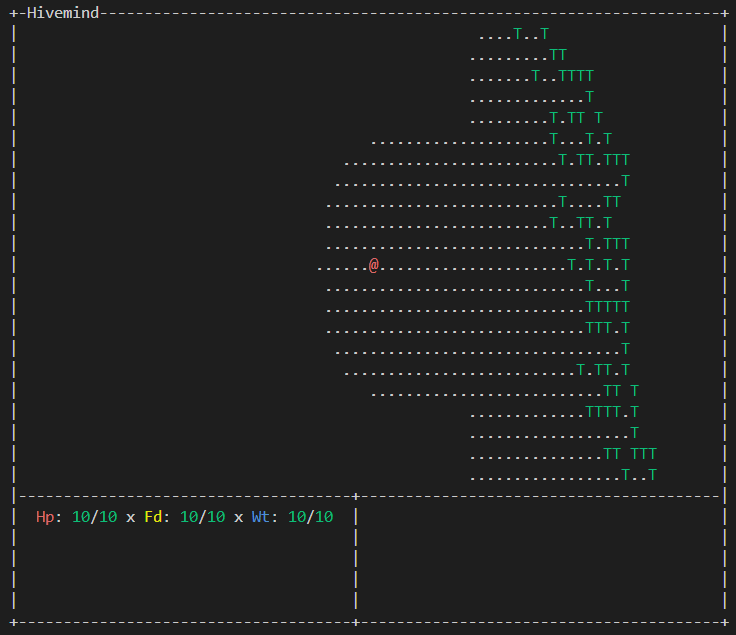 +-Hivemind---------------------------------------------------------------------+
|                                                   ....T..T                   |
|                                                  .........TT                 |
|                                                  .......T..TTTT              |
|                                                  .............T              |
|                                                  .........T.TT T             |
|                                       ....................T...T.T            |
|                                    ........................T.TT.TTT          |
|                                   ................................T          |
|                                  ..........................T....TT           |
|                                  .........................T..TT.T            |
|                                  .............................T.TTT          |
|                                 ......@.....................T.T.T.T          |
|                                  .............................T...T          |
|                                  .............................TTTTT          |
|                                  .............................TTT.T          |
|                                   ................................T          |
|                                    ..........................T.TT.T          |
|                                       ..........................TT T         |
|                                                  .............TTTT.T         |
|                                                  ..................T         |
|                                                  ...............TT TTT       |
|                                                  .................T..T       |
|-------------------------------------+----------------------------------------|
|  Hp: 10/10 x Fd: 10/10 x Wt: 10/10  |                                        |
|                                     |                                        |
|                                     |                                        |
|                                     |                                        |
|                                     |                                        |
+-------------------------------------+----------------------------------------+